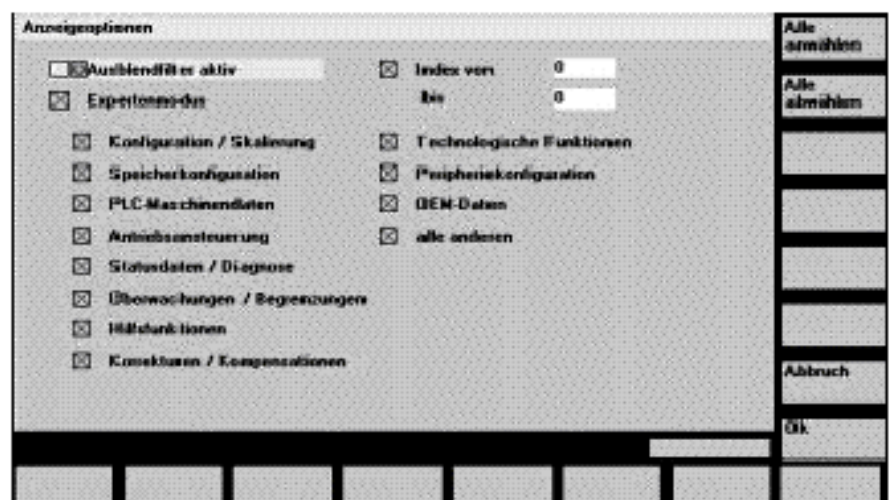 Anzeigeoptionen
Ausblendfilter aktiv
Index von 0
Expertenmodus
bis 0
Konfiguration / Skalierung
Technologische Funktionen
Speicherkonfiguration
Peripheriekonfiguration
PLC-Maschinendaten
OEM-Daten
Antriebsansteuerung
alle anderen
Statusdaten / Diagnose
Überwachungen / Begrenzungen
Hilfsfunktionen
Korrekturen / Kompensationen
Alle
anwählen
Alle
abwählen
Abbruch
Ok